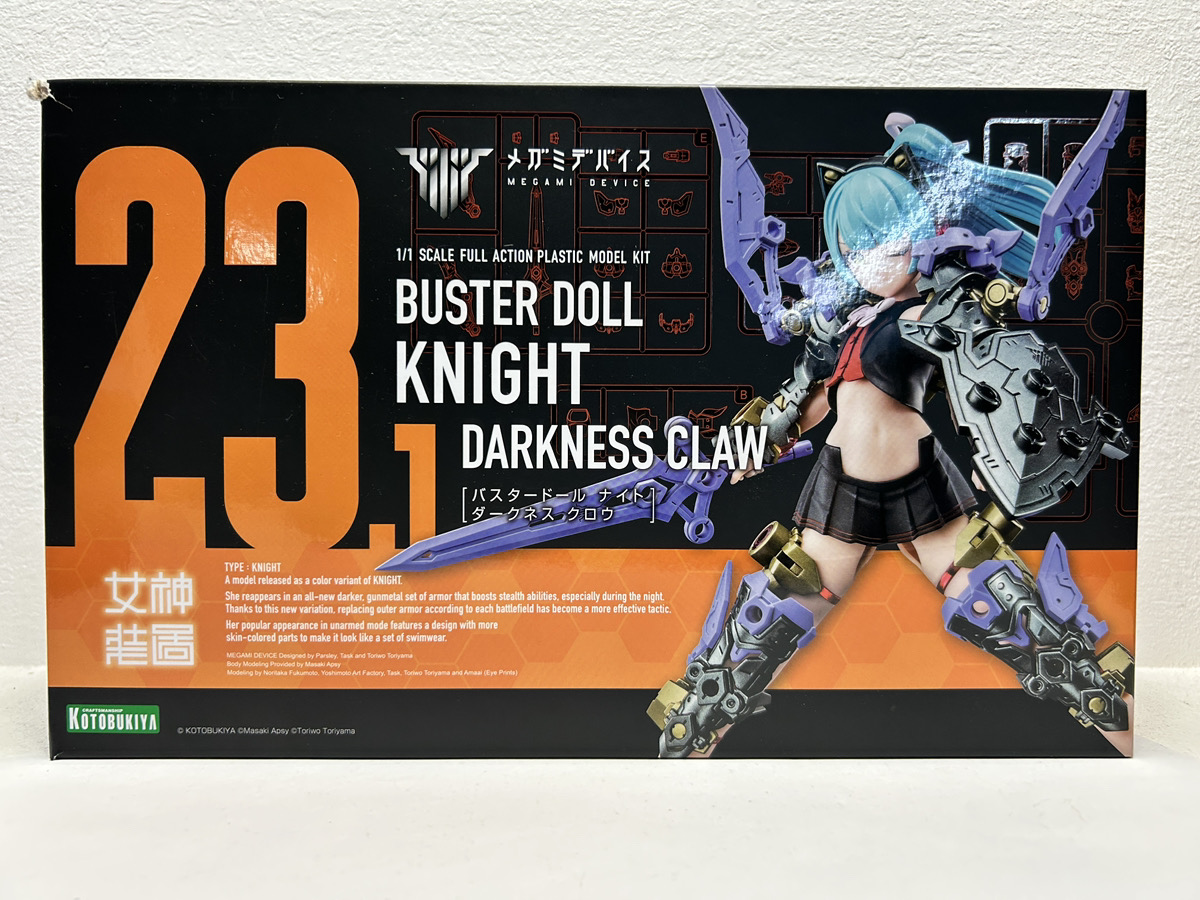 23.1
メガミデバイス
MEGAMI DEVICE
1/1 SCALE FULL ACTION PLASTIC MODEL KIT
BUSTER DOLL
KNIGHT
DARKNESS CLAW
[バスタードール ナイト
ダークネス クロウ]
E
B
女神
装置
TYPE : KNIGHT
A model released as a color variant of KNIGHT.
She reappears in an all-new darker, gunmetal set of armor that boosts stealth abilities, especially during the night.
Thanks to this new variation, replacing outer armor according to each battlefield has become a more effective tactic.
Her popular appearance in unarmed mode features a design with more
skin-colored parts to make it look like a set of swimwear.
MEGAMI DEVICE Designed by Parsley, Task and Toriwo Toriyama
Body Modeling Provided by Masaki Apsy
Modeling by Noritaka Fukumoto, Yoshimoto Art Factory, Task, Toriwo Toriyama and Amaai (Eye Prints)
CRAFTSMANSHIP
KOTOBUKIYA
© KOTOBUKIYA ©Masaki Apsy ©Toriwo Toriyama